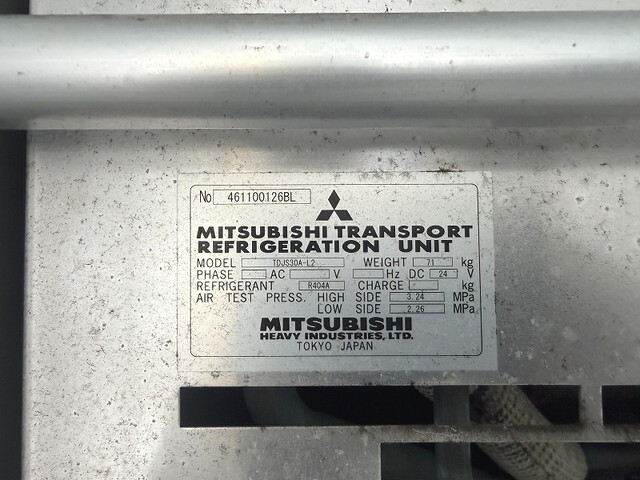 No 461100126BL
MITSUBISHI TRANSPORT
REFRIGERATION UNIT
MODEL TDJS30A-L2 WEIGHT 71 kg
PHASE AC V Hz DC 24 V
REFRIGERANT R404A CHARGE kg
AIR TEST PRESS. HIGH SIDE 3.24 MPa
LOW SIDE 2.26 MPa
MITSUBISHI
HEAVY INDUSTRIES, LTD.
TOKYO JAPAN